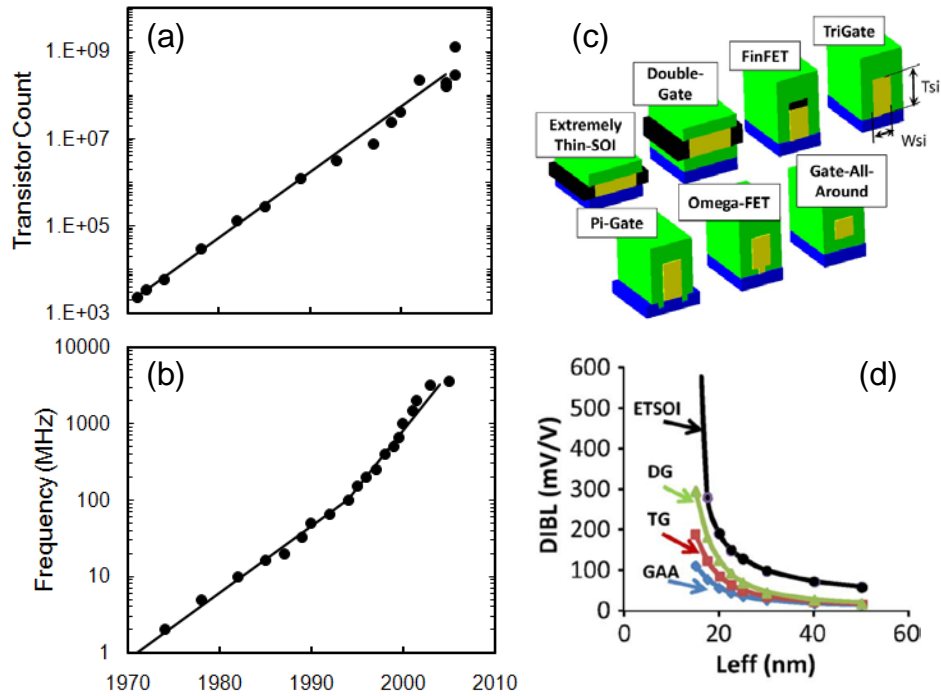 (a)
Transistor Count
1.E+09
1.E+07
1.E+05
1.E+03
(b)
Frequency (MHz)
10000
1000
100
10
1
1970
1980
1990
2000
2010
(c)
TriGate
FinFET
Double-
Gate
Extremely
Thin-SOI
Tsi
Wsi
Gate-All-
Around
Omega-FET
Pi-Gate
(d)
DIBL (mV/V)
600
500
400
300
200
100
0
ETSOI
DG
TG
GAA
0
20
40
60
Leff (nm)